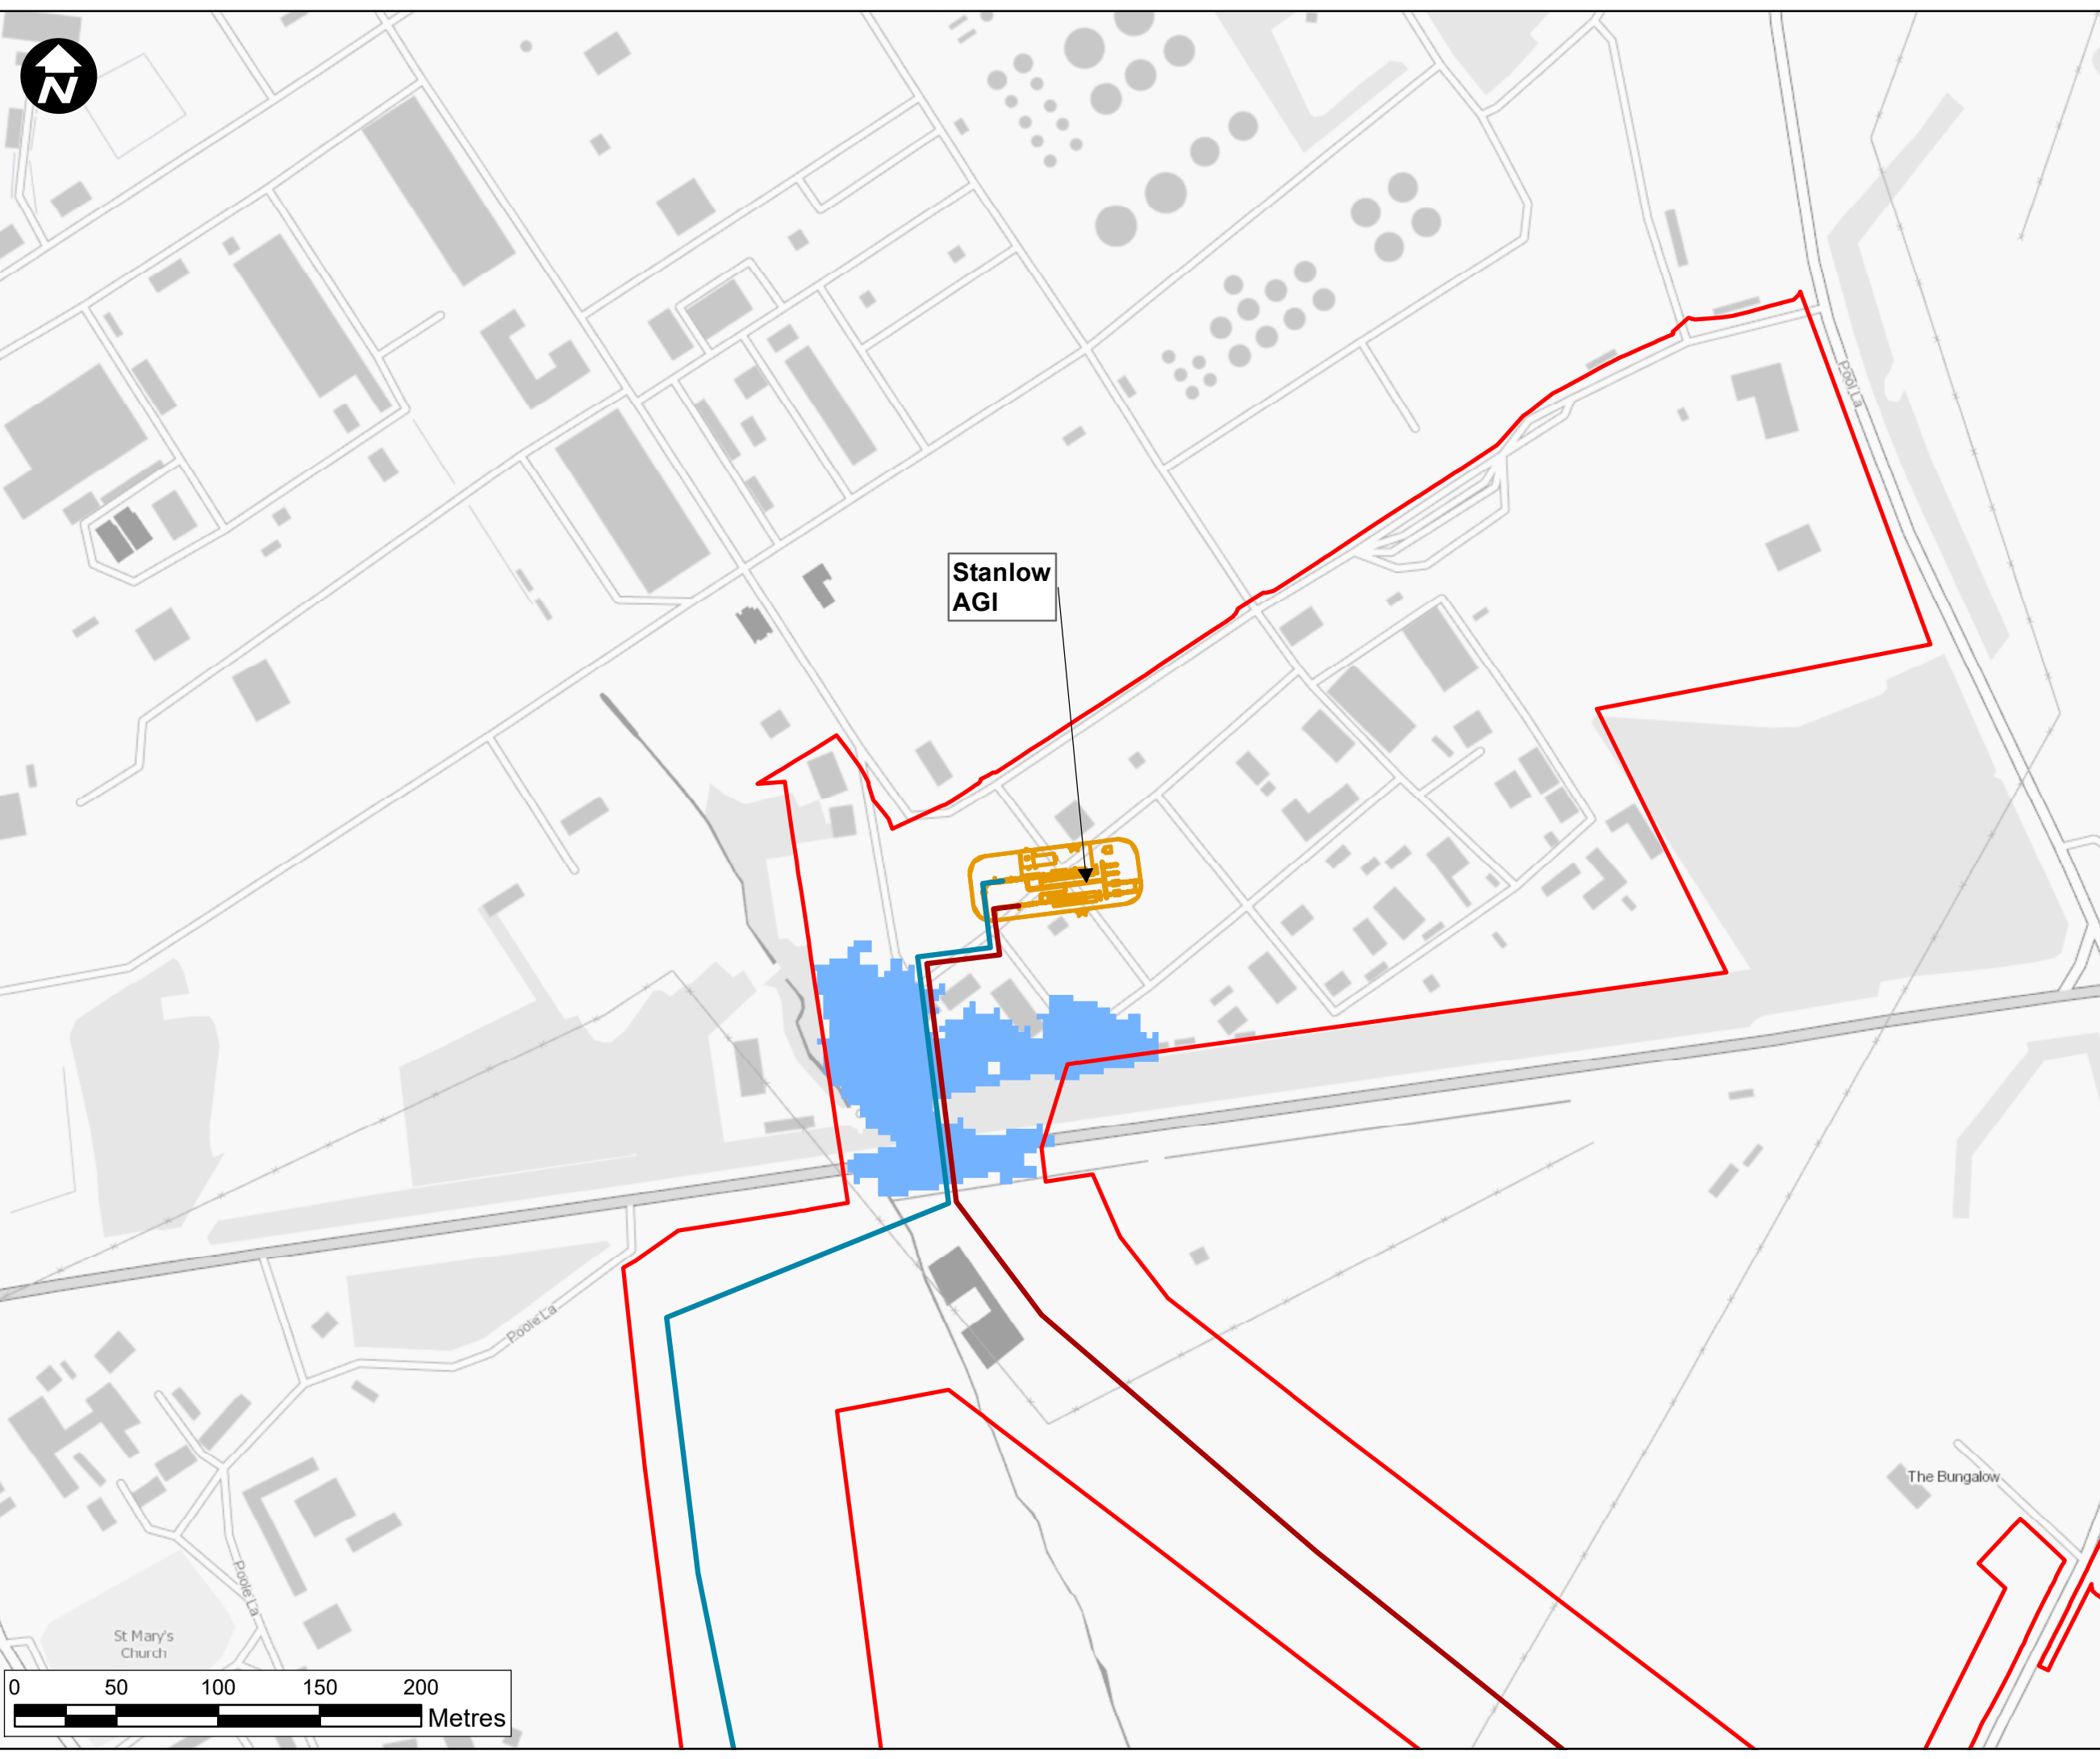 N
Pool La
Stanlow
AGI
Poole La
The Bungalow
Poole La
St Mary's
Church
0 50 100 150 200
Metres